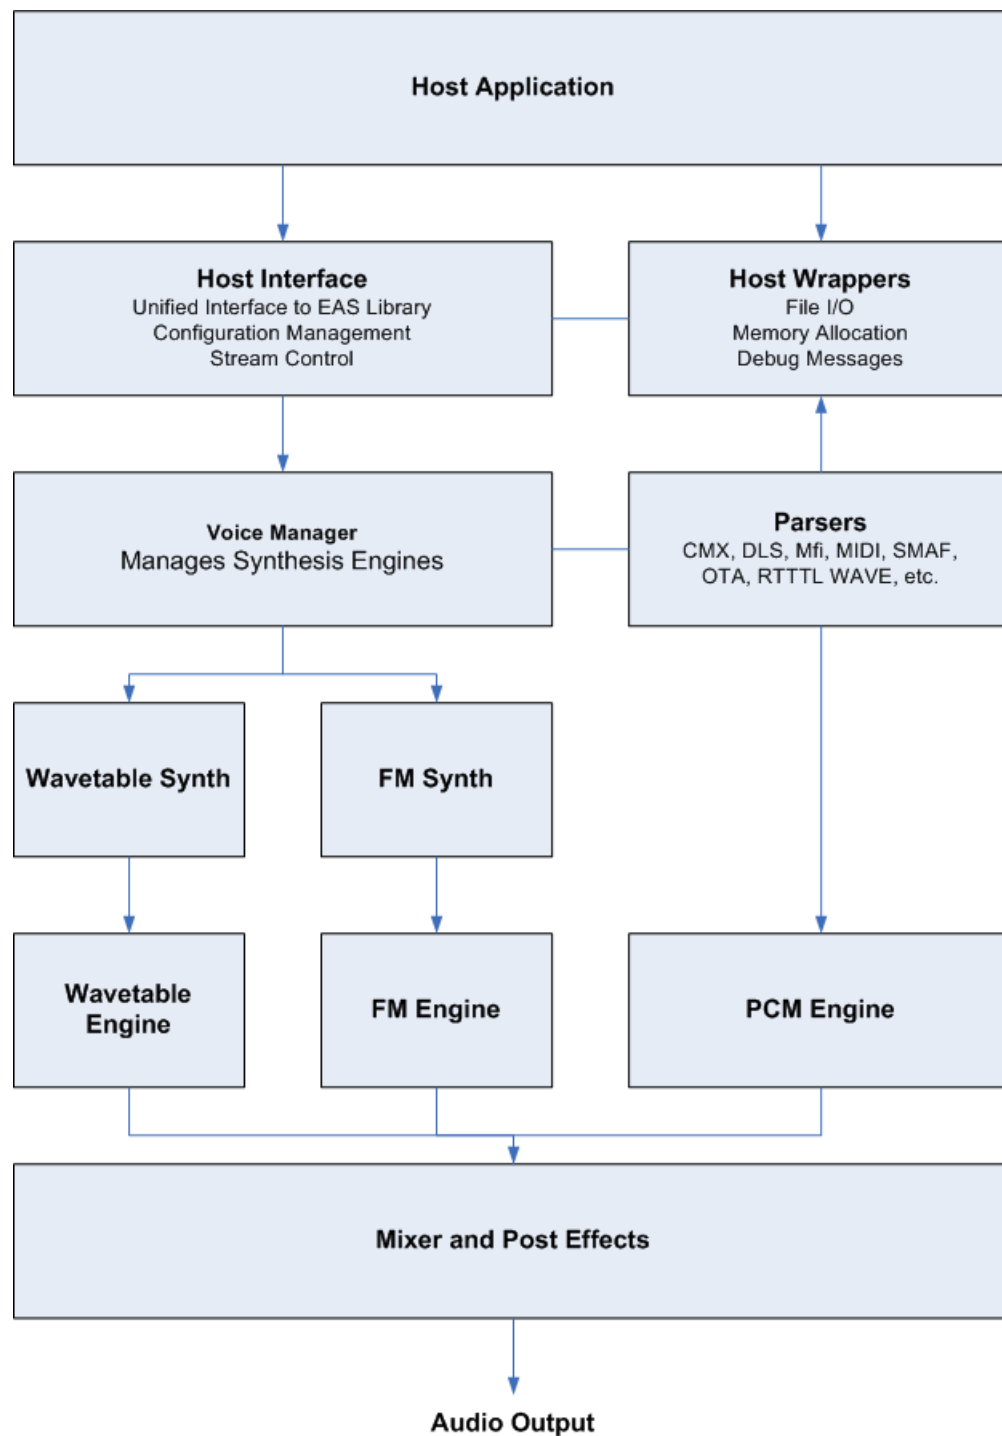 Host Application
Host Interface
Unified Interface to EAS Library
Configuration Management
Stream Control
Host Wrappers
File I/O
Memory Allocation
Debug Messages
Voice Manager
Manages Synthesis Engines
Parsers
CMX, DLS, Mfi, MIDI, SMAF,
OTA, RTTTL WAVE, etc.
Wavetable Synth
FM Synth
Wavetable
Engine
FM Engine
PCM Engine
Mixer and Post Effects
Audio Output